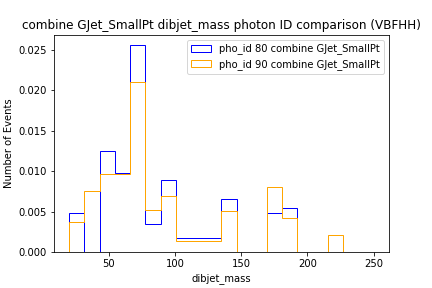 combine GJet_SmallPt dibjet_mass photon ID comparison (VBFHH)
pho_id 80 combine GJet_SmallPt
pho_id 90 combine GJet_SmallPt
Number of Events
0.025
0.020
0.015
0.010
0.005
0.000
50 100 150 200 250
dibjet_mass